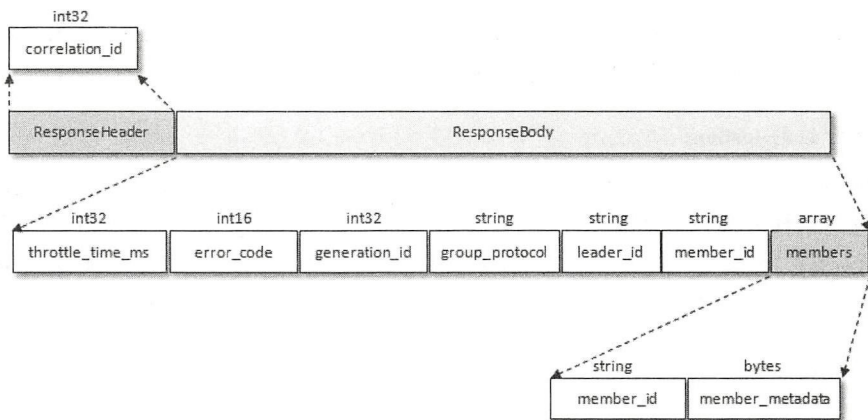 int32
correlation_id
ResponseHeader ResponseBody
int32 int16 int32 string string string array
throttle_time_ms error_code generation_id group_protocol leader_id member_id members
string bytes
member_id member_metadata